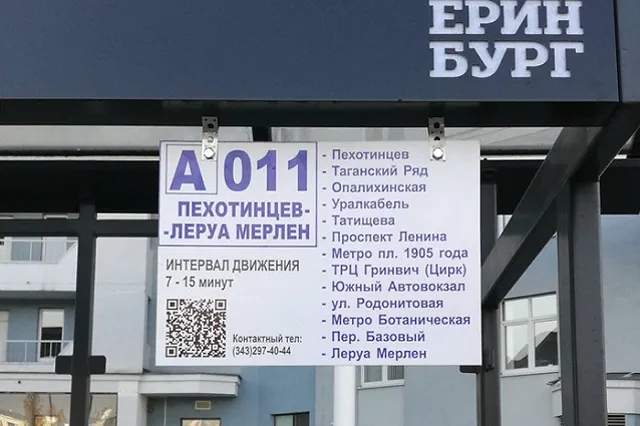 ЕРИН
БУРГ
А 011
ПЕХОТИНЦЕВ-
-ЛЕРУА МЕРЛЕН
ИНТЕРВАЛ ДВИЖЕНИЯ
7 - 15 минут
Контактный тел:
(343)297-40-44
- Пехотинцев
- Таганский Ряд
- Опалихинская
- Уралкабель
- Татищева
- Проспект Ленина
- Метро пл. 1905 года
- ТРЦ Гринвич (Цирк)
- Южный Автовокзал
- ул. Родонитовая
- Метро Ботаническая
- Пер. Базовый
- Леруа Мерлен